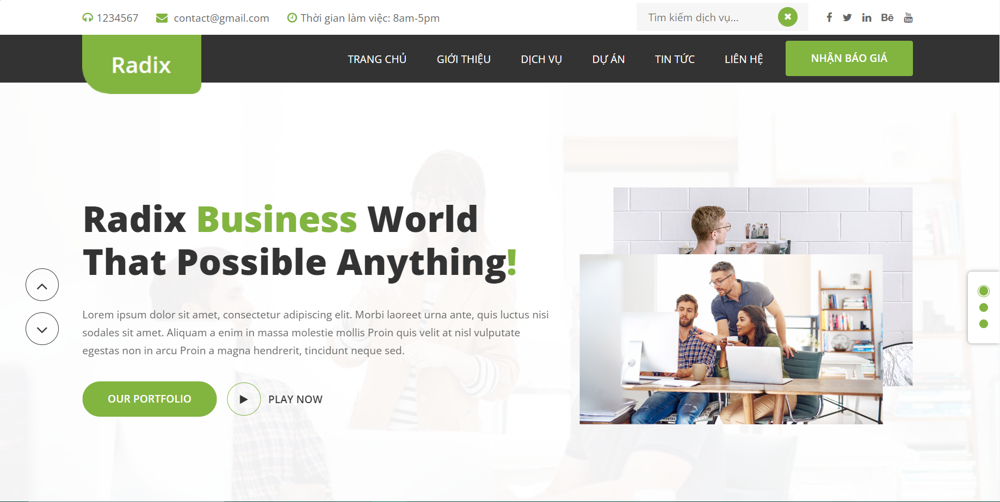 1234567
contact@gmail.com
Thời gian làm việc: 8am-5pm
Tìm kiếm dịch vụ...
Bē
You Tube
Radix
TRANG CHỦ
GIỚI THIỆU
DỊCH VỤ
DỰ ÁN
TIN TỨC
LIÊN HỆ
NHẬN BÁO GIÁ
Radix Business World
That Possible Anything!
Lorem ipsum dolor sit amet, consectetur adipiscing elit. Morbi laoreet urna ante, quis luctus nisi
sodales sit amet. Aliquam a enim in massa molestie mollis Proin quis velit at nisl vulputate
egestas non in arcu Proin a magna hendrerit, tincidunt neque sed.
OUR PORTFOLIO
PLAY NOW